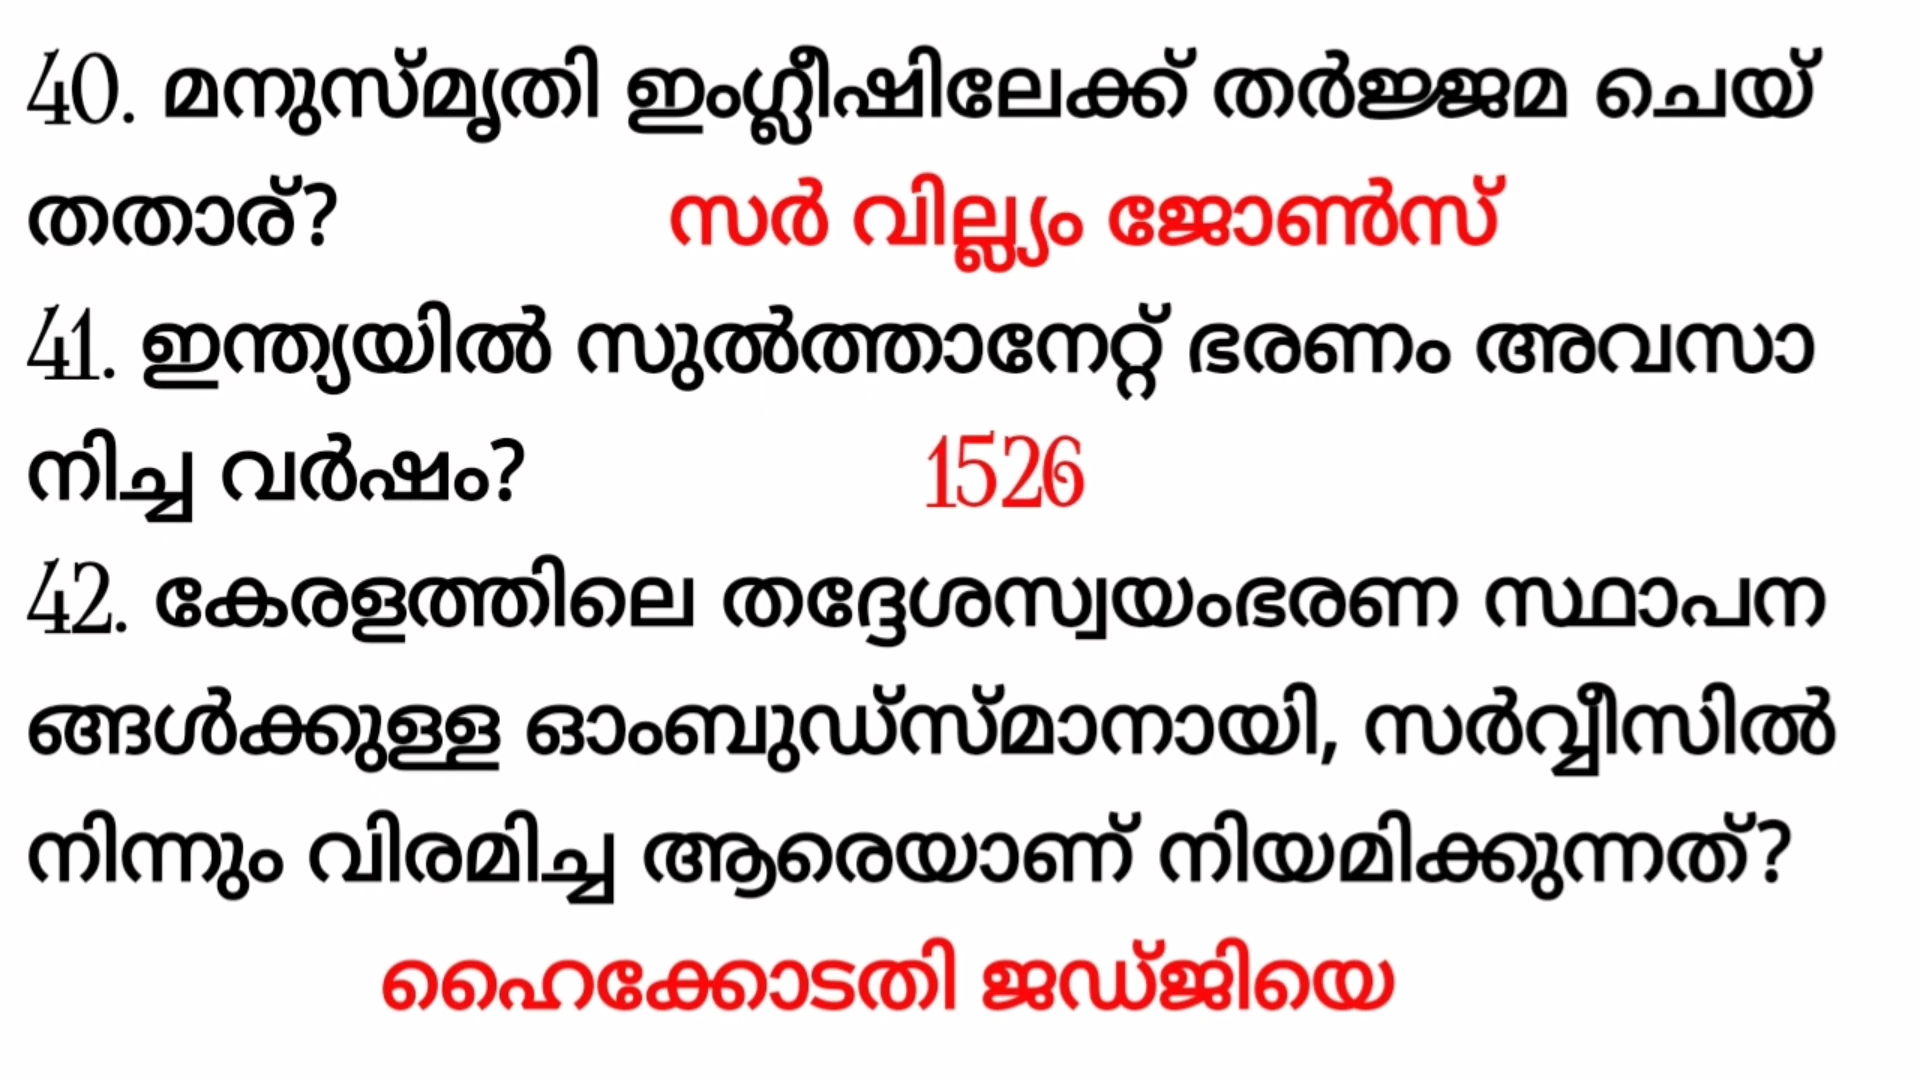 40. മനുസ്മൃതി ഇംഗ്ലീഷിലേക്ക് തർജ്ജമ ചെയ്
തതാര്? സർ വില്ല്യം ജോൺസ്
41. ഇന്ത്യയിൽ സുൽത്താനേറ്റ് ഭരണം അവസാ
നിച്ച വർഷം? 1526
42. കേരളത്തിലെ തദ്ദേശസ്വയംഭരണ സ്ഥാപന
ങ്ങൾക്കുള്ള ഓംബുഡ്സ്മാനായി, സർവ്വീസിൽ
നിന്നും വിരമിച്ച ആരെയാണ് നിയമിക്കുന്നത്?
ഹൈക്കോടതി ജഡ്ജിയെ